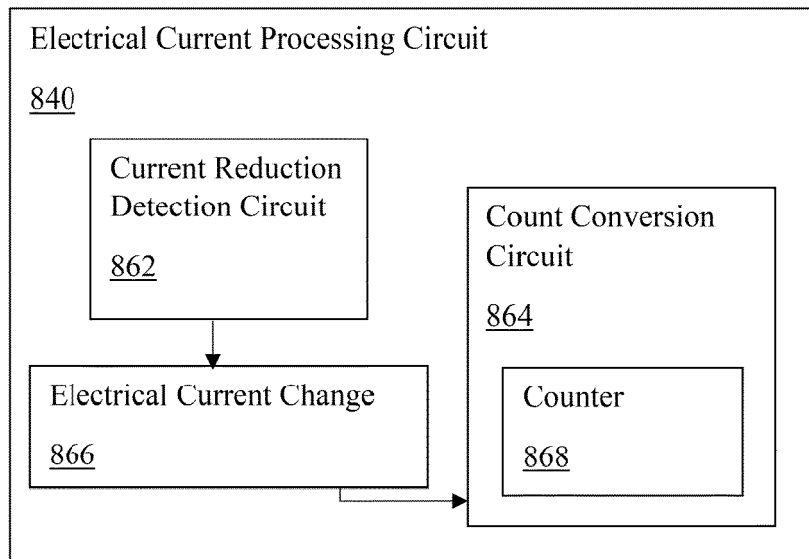 Electrical Current Processing Circuit
840
Current Reduction
Detection Circuit
862
Electrical Current Change
866
Count Conversion
Circuit
864
Counter
868